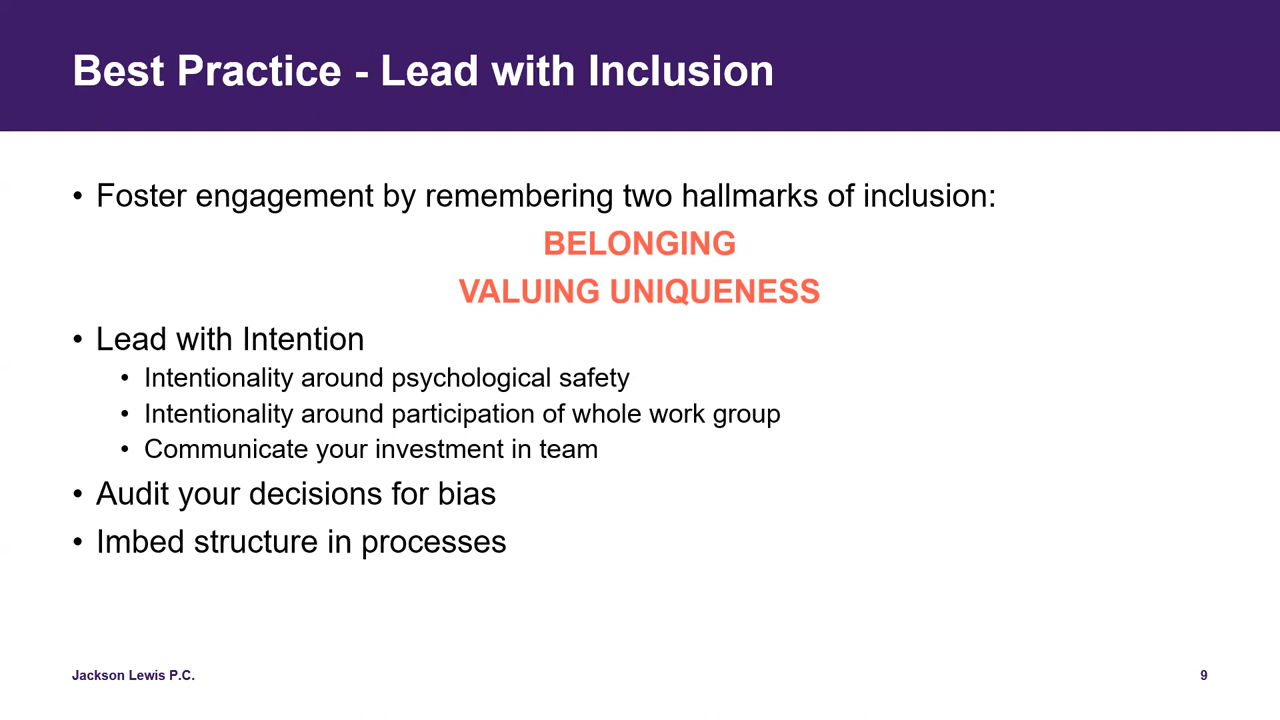 Best Practice - Lead with Inclusion
• Foster engagement by remembering two hallmarks of inclusion:
BELONGING
VALUING UNIQUENESS
• Lead with Intention
• Intentionality around psychological safety
• Intentionality around participation of whole work group
• Communicate your investment in team
• Audit your decisions for bias
• Imbed structure in processes
Jackson Lewis P.C.
9